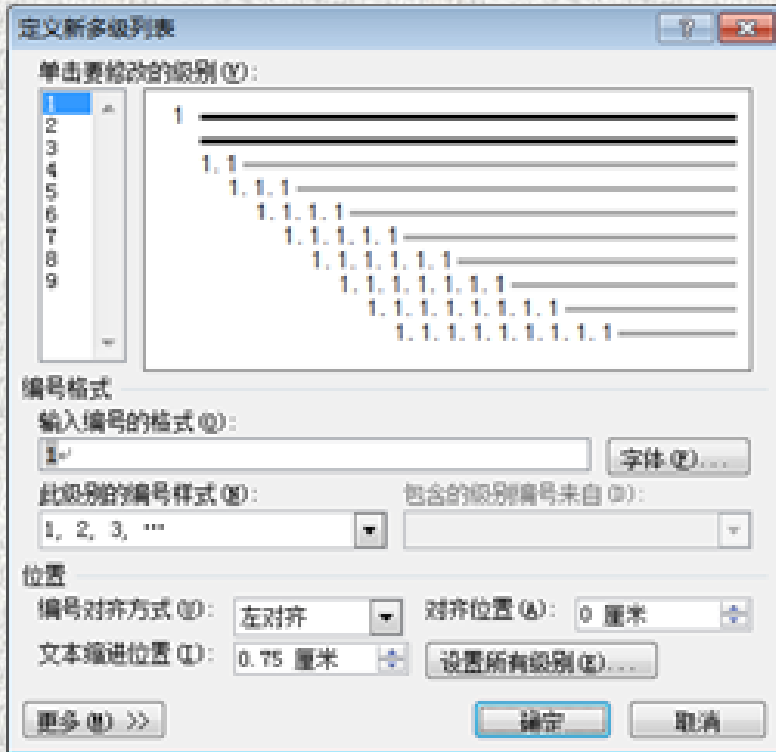 定义新多级列表
单击要修改的级别(V):
1
2
3
4
5
6
7
8
9
1
1.1
1.1.1
1.1.1.1
1.1.1.1.1
1.1.1.1.1.1
1.1.1.1.1.1.1
1.1.1.1.1.1.1.1
1.1.1.1.1.1.1.1.1
编号格式
输入编号的格式(O):
1
字体(F)...
此级别的编号样式(N):
包含的级别编号来自(D):
1, 2, 3, …
位置
编号对齐方式(U):
左对齐
对齐位置(A):
0 厘米
文本缩进位置(I):
0.75 厘米
设置所有级别(E)...
更多(M) >>
确定
取消